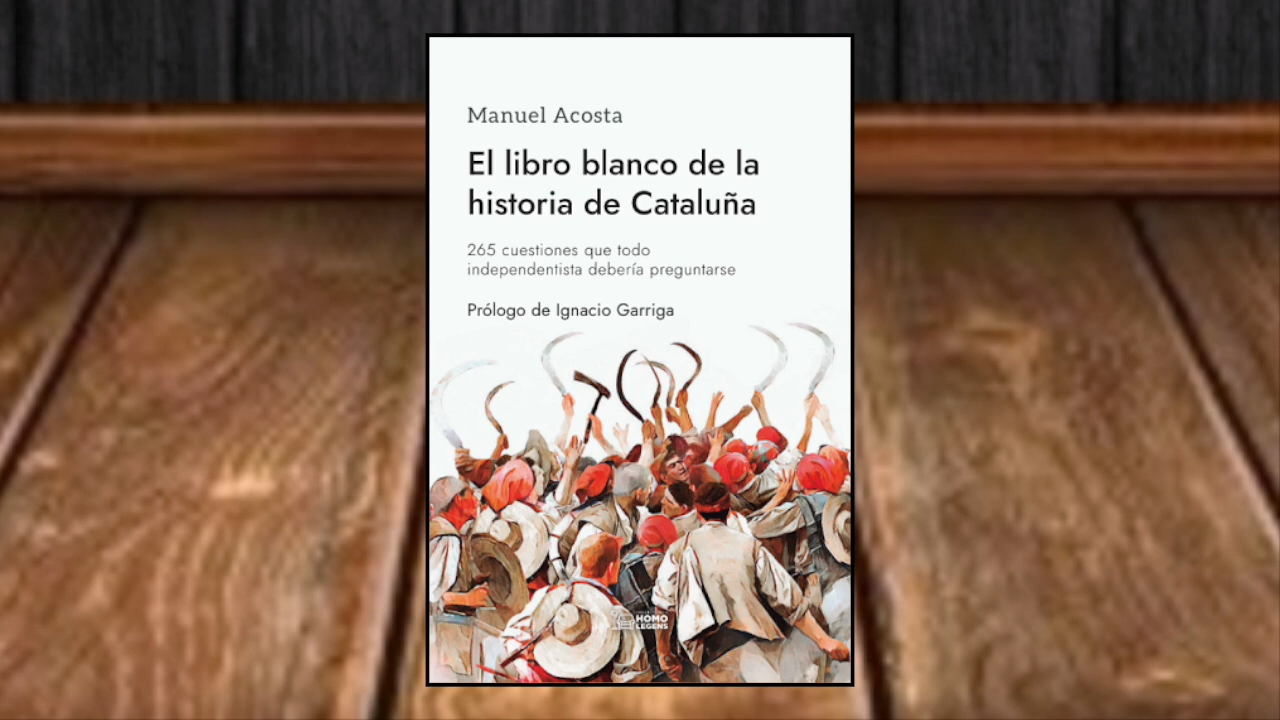 Manuel Acosta
El libro blanco de la
historia de Cataluña
265 cuestiones que todo
independentista debería preguntarse
Prólogo de Ignacio Garriga
HOMO
LEGENS